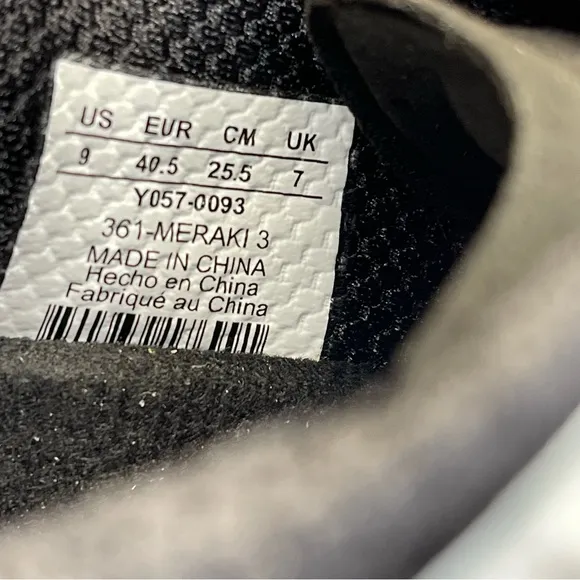 US EUR CM UK
9 40.5 25.5 7
Y057-0093
361-MERAKI 3
MADE IN CHINA
Hecho en China
Fabriqué au China